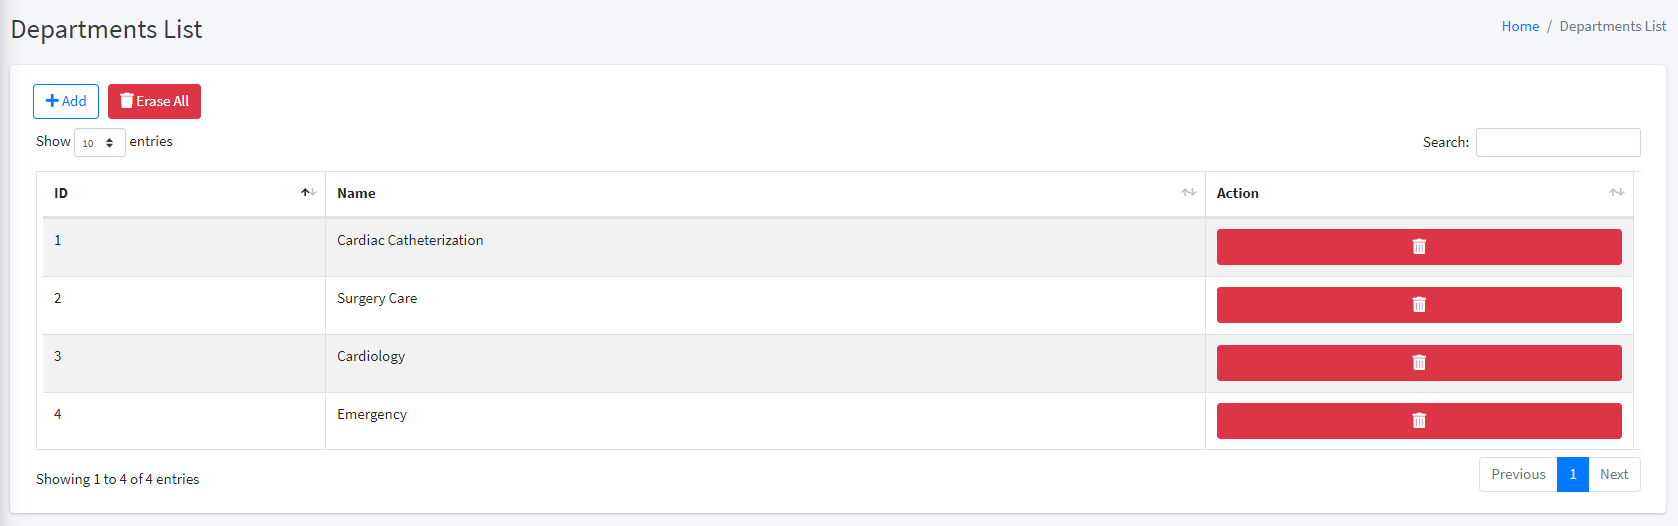 Departments List
Home / Departments List
Add Erase All
Show 10 entries Search:
ID Name Action
1 Cardiac Catheterization
2 Surgery Care
3 Cardiology
4 Emergency
Showing 1 to 4 of 4 entries Previous 1 Next